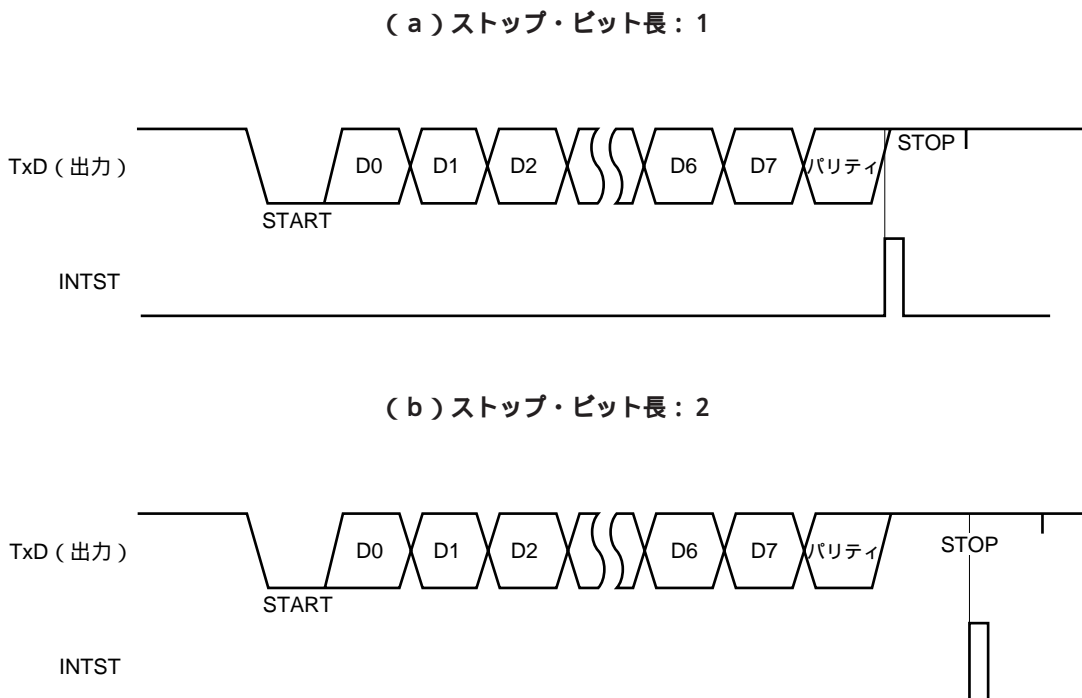 （a）ストップ・ビット長：1
TxD（出力）
D0 D1 D2 D6 D7 パリティ STOP
START
INTST
（b）ストップ・ビット長：2
TxD（出力）
D0 D1 D2 D6 D7 パリティ STOP
START
INTST